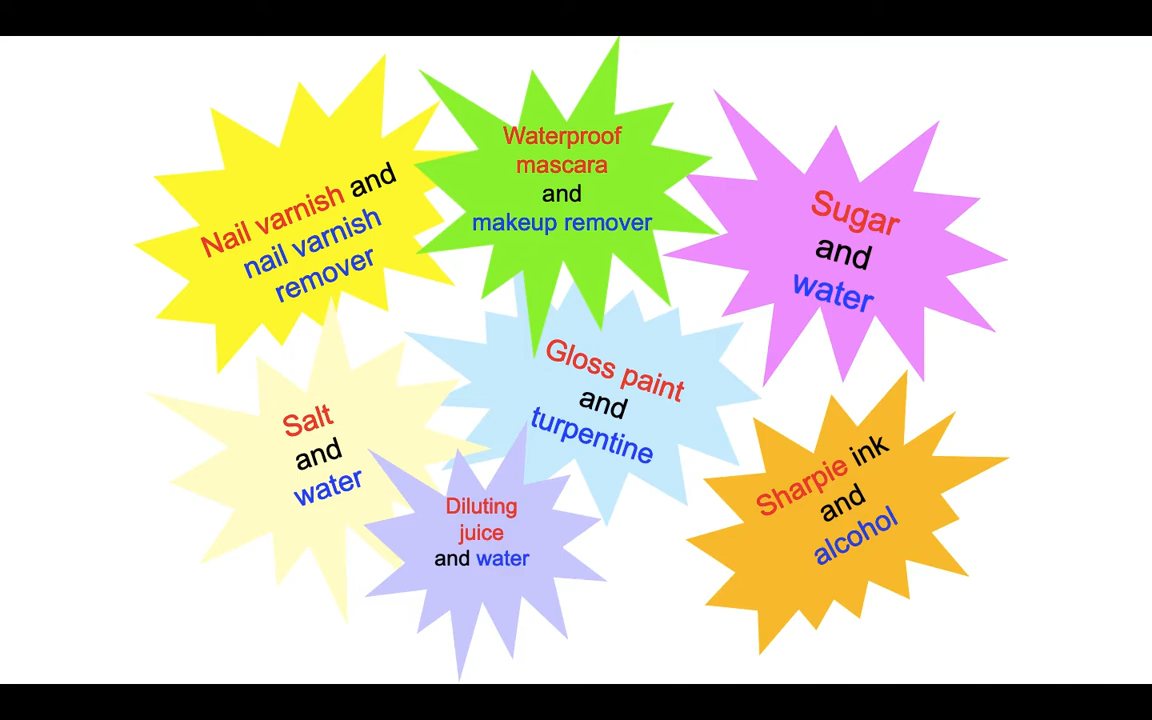 Nail varnish and
nail varnish
remover
Waterproof
mascara
and
makeup remover
Sugar
and
water
Salt
and
water
Gloss paint
and
turpentine
Diluting
juice
and water
Sharpie ink
and
alcohol